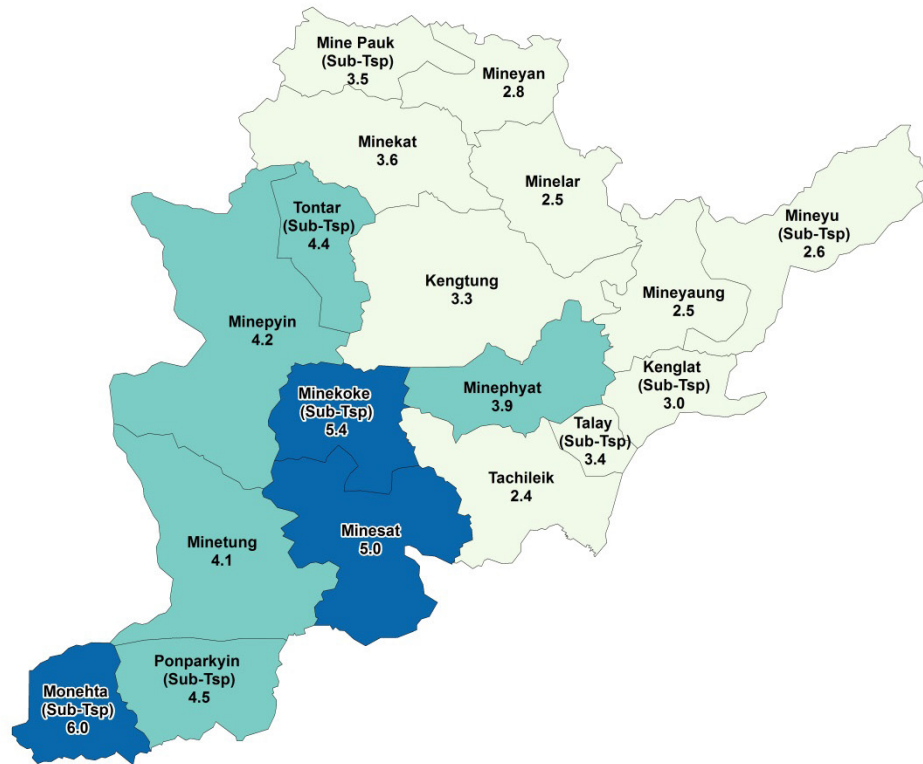 Mine Pauk
(Sub-Tsp)
3.5
Mineyan
2.8
Minekat
3.6
Minelar
2.5
Tontar
(Sub-Tsp)
4.4
Mineyu
(Sub-Tsp)
2.6
Kengtung
3.3
Mineyaung
2.5
Minepyin
4.2
Minekoke
(Sub-Tsp)
5.4
Minephyat
3.9
Kenglat
(Sub-Tsp)
3.0
Talay
(Sub-Tsp)
3.4
Tachileik
2.4
Minesat
5.0
Minetung
4.1
Ponparkyin
(Sub-Tsp)
4.5
Monehta
(Sub-Tsp)
6.0